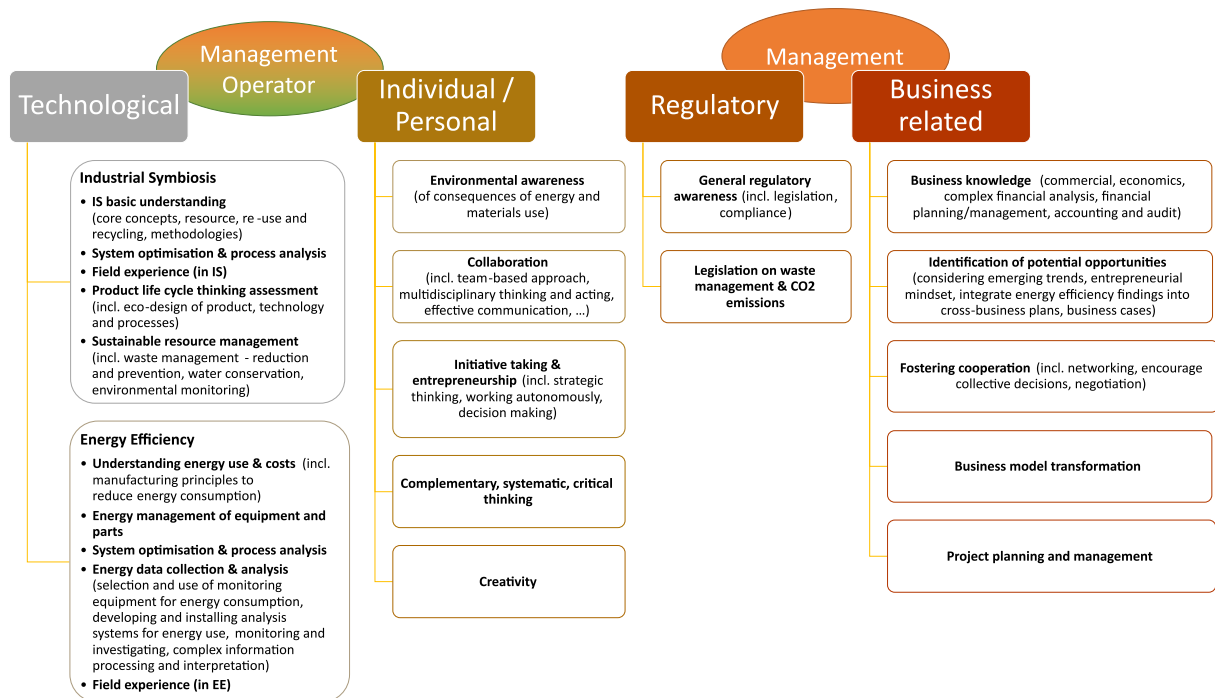 Management
Operator
Management
Technological
Individual /
Personal
Regulatory
Business
related
Industrial Symbiosis
• IS basic understanding
(core concepts, resource, re-use and
recycling, methodologies)
• System optimisation & process analysis
• Field experience (in IS)
• Product life cycle thinking assessment
(incl. eco-design of product, technology
and processes)
• Sustainable resource management
(incl. waste management - reduction
and prevention, water conservation,
environmental monitoring)
Energy Efficiency
• Understanding energy use & costs (incl.
manufacturing principles to
reduce energy consumption)
• Energy management of equipment and
parts
• System optimisation & process analysis
• Energy data collection & analysis
(selection and use of monitoring
equipment for energy consumption,
developing and installing analysis
systems for energy use, monitoring and
investigating, complex information
processing and interpretation)
• Field experience (in EE)
Environmental awareness
(of consequences of energy and
materials use)
Collaboration
(incl. team-based approach,
multidisciplinary thinking and acting,
effective communication, ...)
Initiative taking &
entrepreneurship (incl. strategic
thinking, working autonomously,
decision making)
Complementary, systematic, critical
thinking
Creativity
General regulatory
awareness (incl. legislation,
compliance)
Legislation on waste
management & CO2
emissions
Business knowledge (commercial, economics,
complex financial analysis, financial
planning/management, accounting and audit)
Identification of potential opportunities
(considering emerging trends, entrepreneurial
mindset, integrate energy efficiency findings into
cross-business plans, business cases)
Fostering cooperation (incl. networking, encourage
collective decisions, negotiation)
Business model transformation
Project planning and management